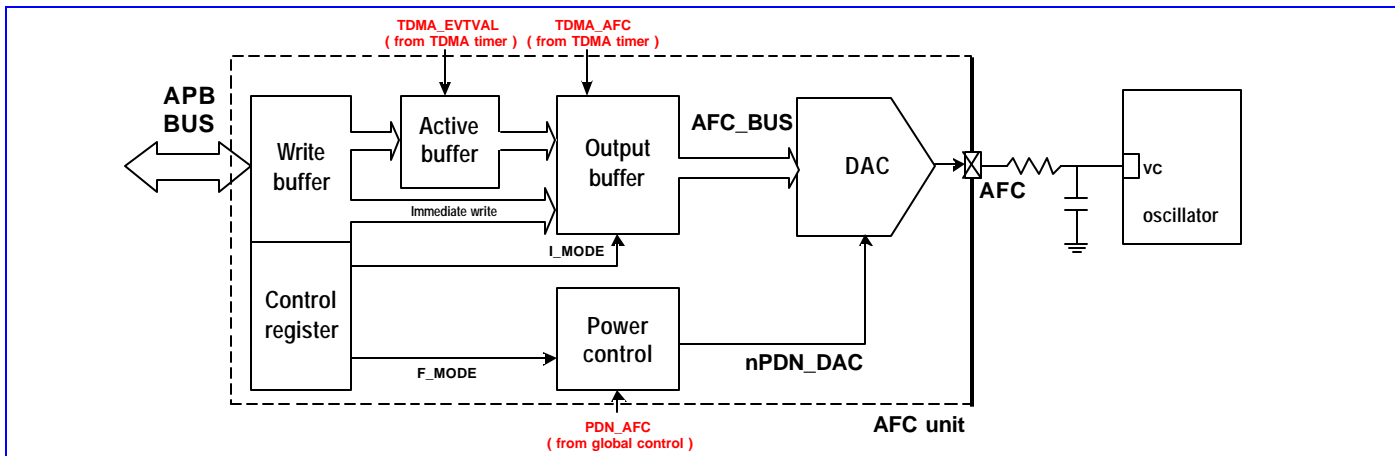 TDMA_EVTVAL
( from TDMA timer )
TDMA_AFC
( from TDMA timer )
APB
BUS
Write
buffer
Active
buffer
Output
buffer
AFC_BUS
DAC
AFC
VC
oscillator
Immediate write
I_MODE
Control
register
F_MODE
Power
control
nPDN_DAC
PDN_AFC
( from global control )
AFC unit